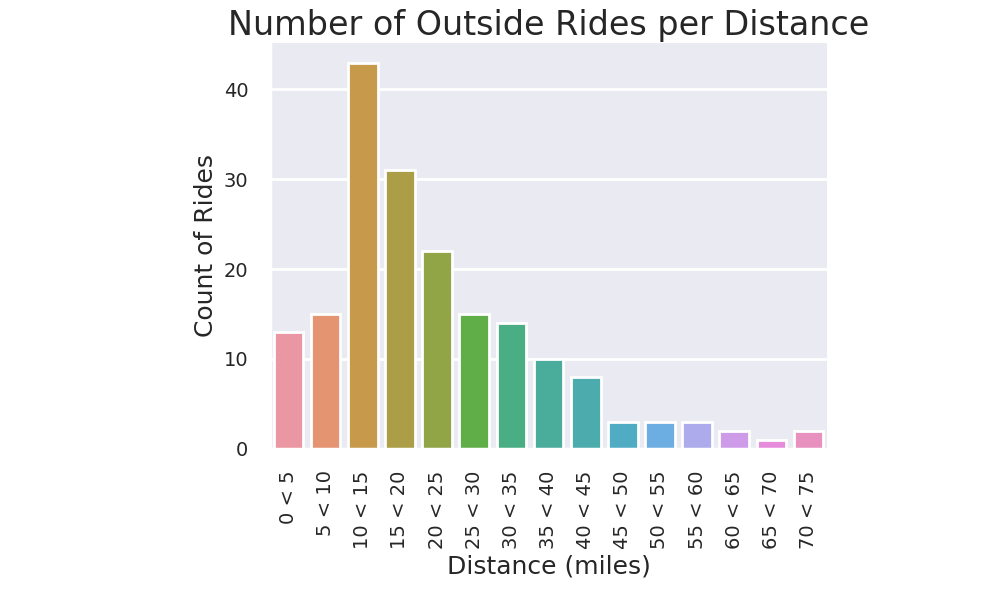 Number of Outside Rides per Distance
Count of Rides
40
30
20
10
0
0 < 5
5 < 10
10 < 15
15 < 20
20 < 25
25 < 30
30 < 35
35 < 40
40 < 45
45 < 50
50 < 55
55 < 60
60 < 65
65 < 70
70 < 75
Distance (miles)